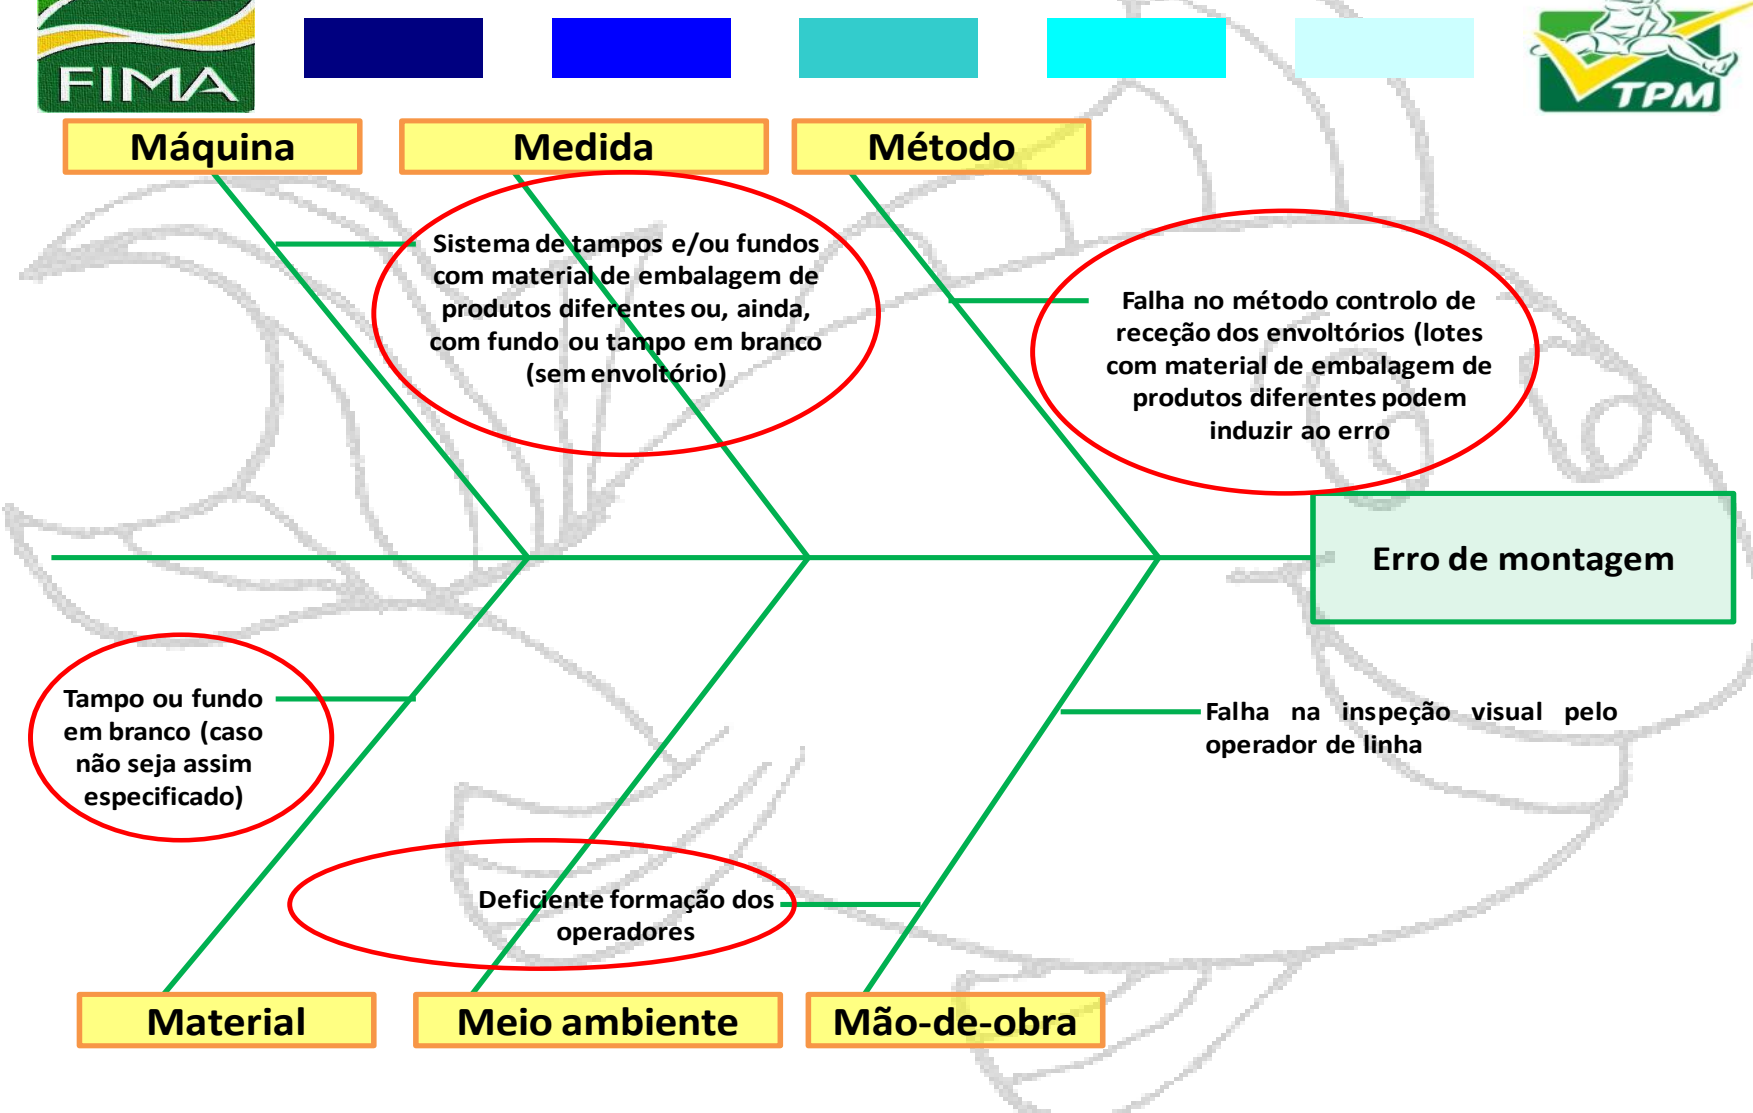 FIMA
TPM
Máquina
Medida
Método
Sistema de tampos e/ou fundos
com material de embalagem de
produtos diferentes ou, ainda,
com fundo ou tampo em branco
(sem envoltório)
Falha no método controlo de
receção dos envoltórios (lotes
com material de embalagem de
produtos diferentes podem
induzir ao erro
Erro de montagem
Tampo ou fundo
em branco (caso
não seja assim
especificado)
Falha na inspeção visual pelo
operador de linha
Deficiente formação dos
operadores
Material
Meio ambiente
Mão-de-obra